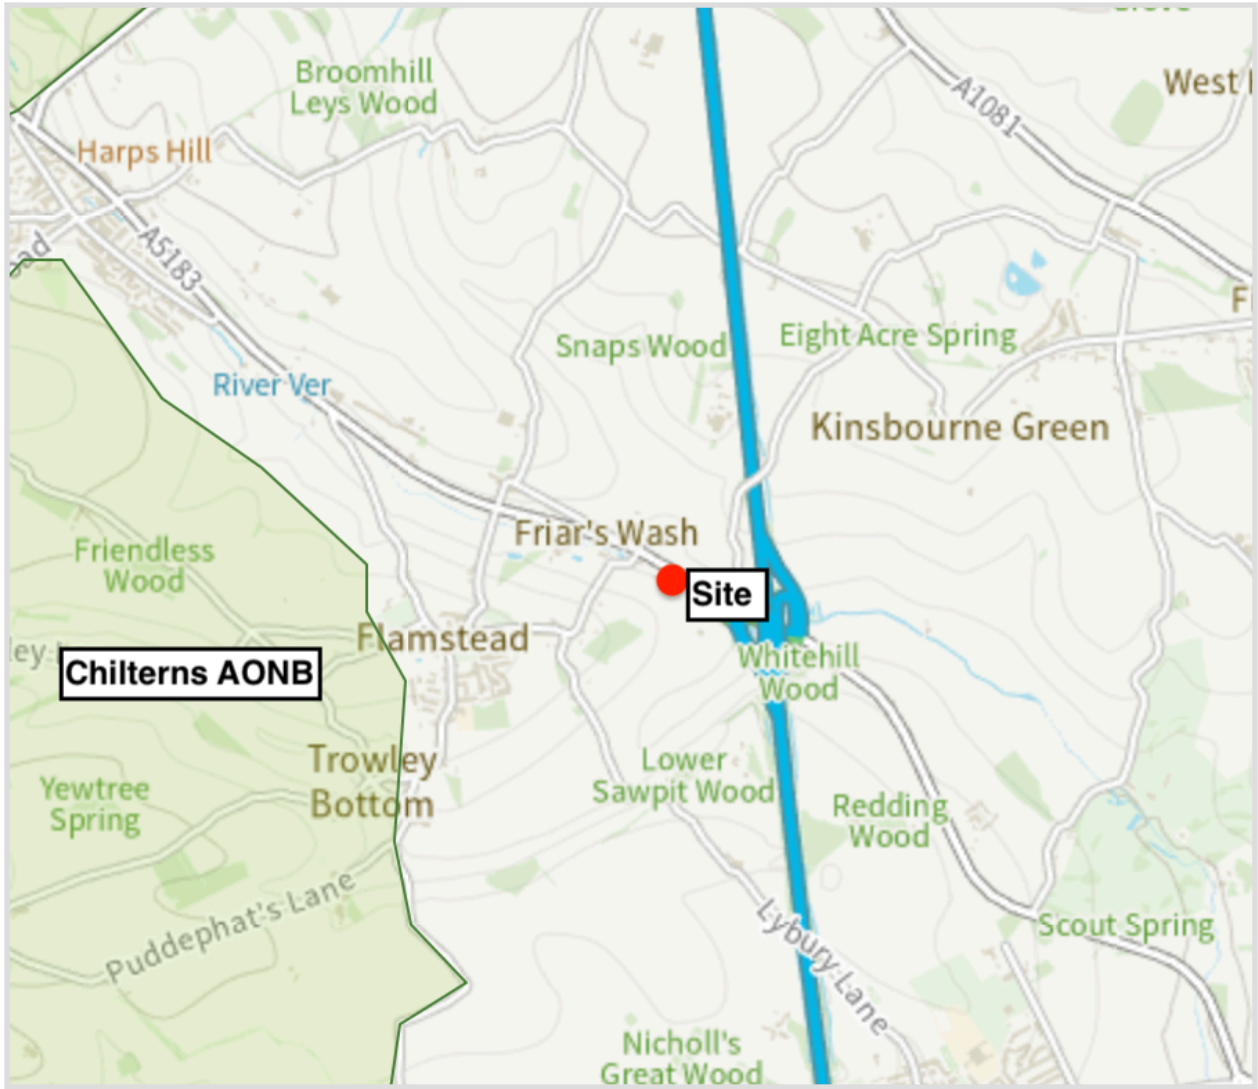 A1081
West
Broomhill
Leys Wood
Harps Hill
A5183
ad
F
Snaps Wood
Eight Acre Spring
River Ver
Kinsbourne Green
Friar's Wash
Friendless
Wood
Site
Flamstead
ley
Chilterns AONB
Whitehill
Wood
Trowley
Bottom
Lower
Sawpit Wood
Yewtree
Spring
Redding
Wood
Puddephat's Lane
Lybury Lane
Scout Spring
Nicholl's
Great Wood